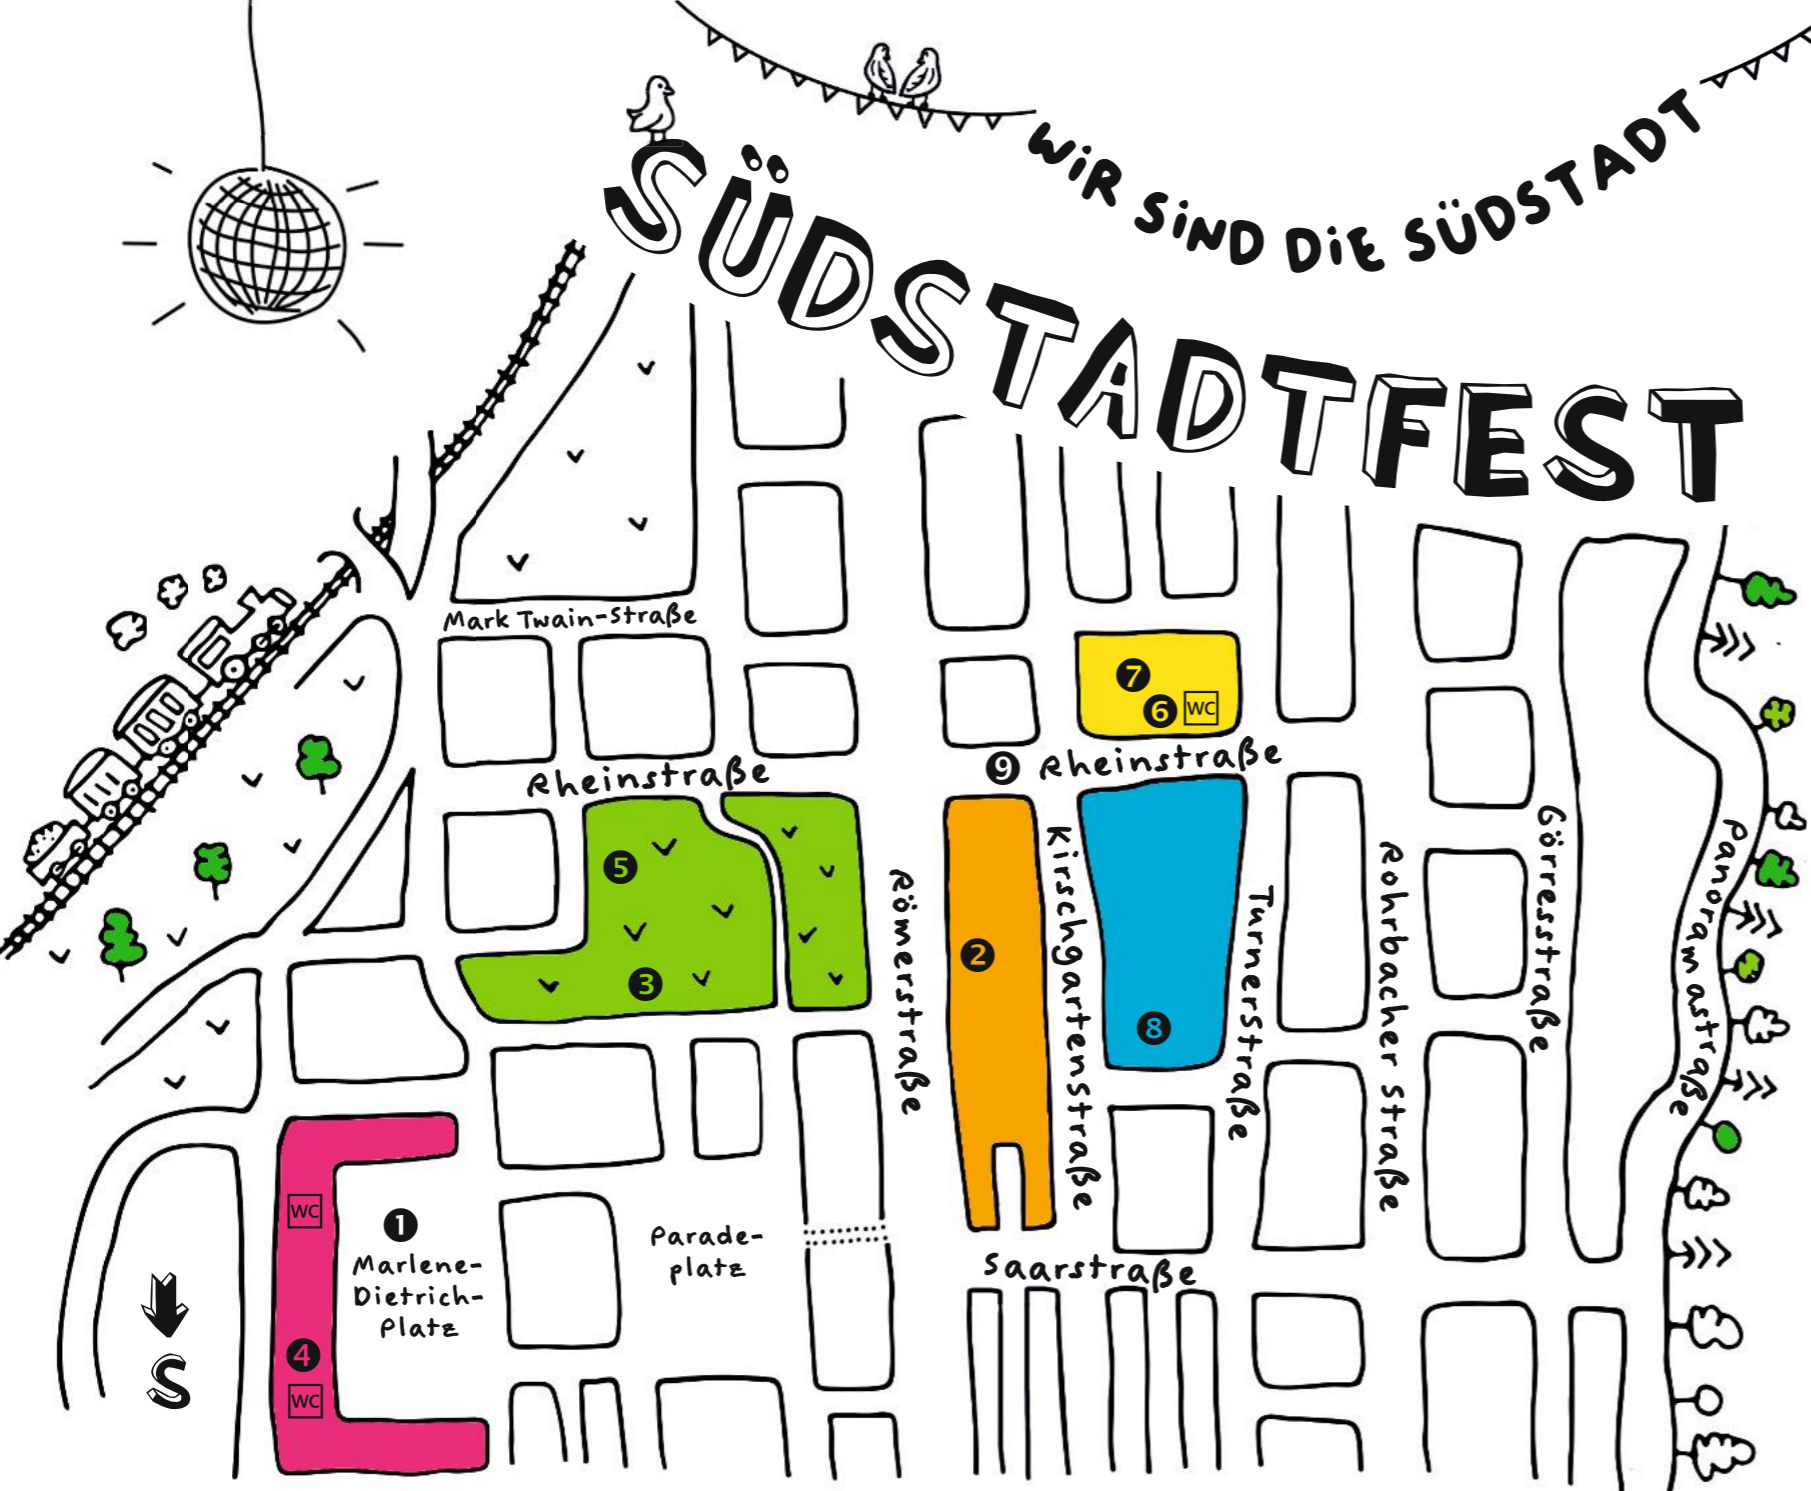 WIR SIND DIE SÜDSTADT
SÜDSTADTFEST
Mark Twain-Straße
7
6 WC
Rheinstraße
9 Rheinstraße
5
3
Römerstraße
2
Kirschgartenstraße
8
Turnerstraße
Rohrbacher Straße
Görresstraße
Panoramastraße
WC
1
Marlene-
Dietrich-
Platz
Parade-
platz
Saarstraße
4
WC
S